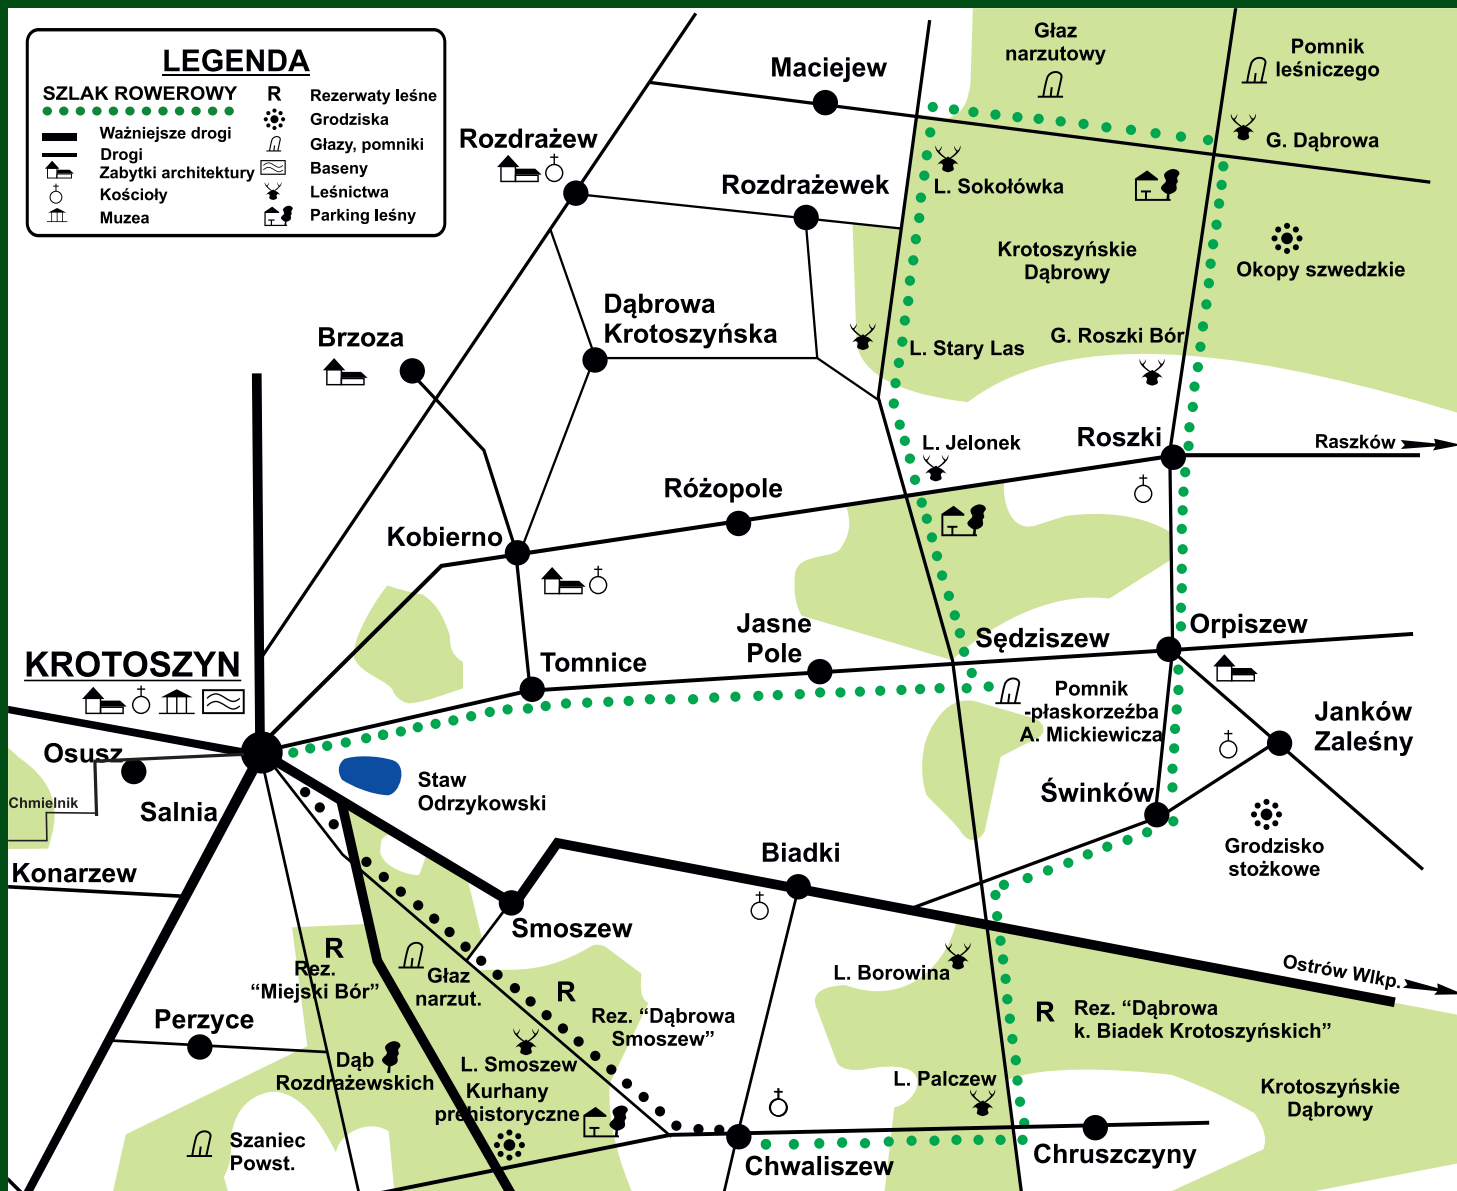 LEGENDA
SZLAK ROWEROWY
Ważniejsze drogi
Drogi
Zabytki architektury
Kościoły
Muzea
R
Rezerwaty leśne
Grodziska
Głazy, pomniki
Baseny
Leśnictwa
Parking leśny
Głaz
narzutowy
Pomnik
leśniczego
Maciejew
G. Dąbrowa
Rozdrażew
Rozdrażewek
L. Sokołówka
Krotoszyńskie
Dąbrowy
Okopy szwedzkie
Dąbrowa
Krotoszyńska
Brzoza
L. Stary Las
G. Roszki Bór
L. Jelonek
Roszki
Raszków
Różopole
Kobierno
Jasne
Pole
Sędziszew
Orpiszew
KROTOSZYN
Tomnice
Pomnik
-płaskorzeźba
A. Mickiewicza
Janków
Zaleśny
Osusz
Staw
Odrzykowski
Chmielnik
Salnia
Świnków
Konarzew
Biadki
Grodzisko
stożkowe
Smoszew
R
Rez.
“Miejski Bór”
Głaz
narzut.
L. Borowina
Ostrów Wlkp.
R
Rez. “Dąbrowa
Smoszew”
R
Rez. “Dąbrowa
k. Biadek Krotoszyńskich”
Perzyce
Dąb
Rozdrażewskich
L. Smoszew
Kurhany
prehistoryczne
L. Palczew
Krotoszyńskie
Dąbrowy
Szaniec
Powst.
Chwaliszew
Chruszczyny